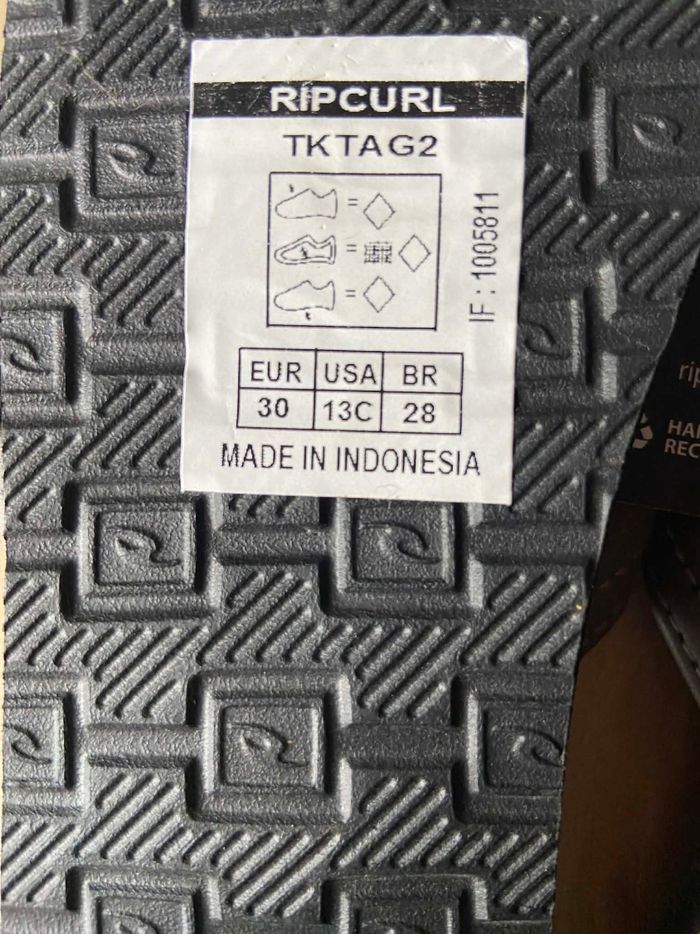 RIPCURL
TKTAG2
=
=
=
IF : 1005811
EUR USA BR
30 13C 28
MADE IN INDONESIA